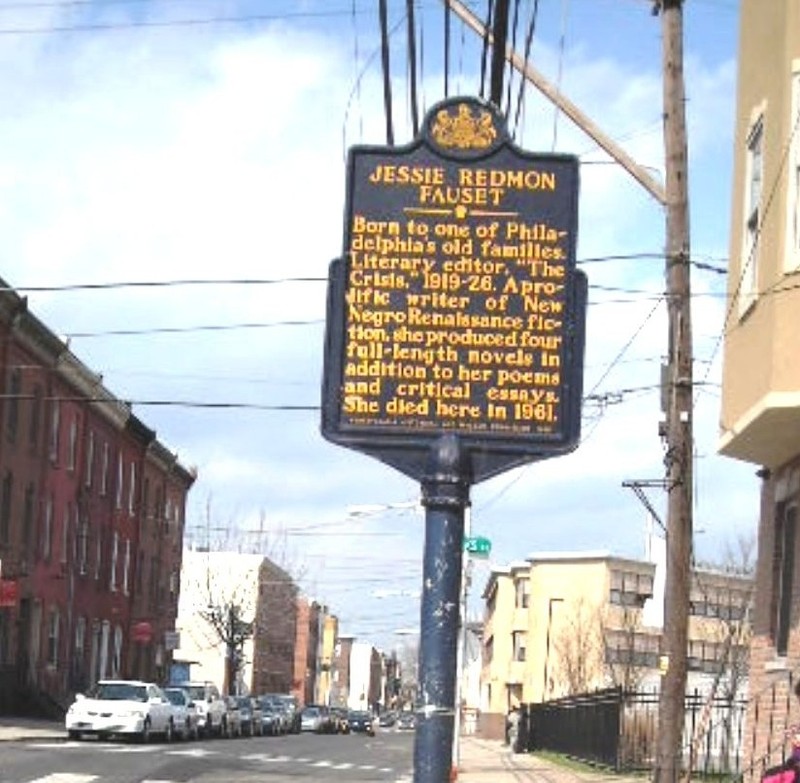 JESSIE REDMON
FAUSET
Born to one of Phila-
delphia's old families.
Literary editor, "The
Crisis," 1919-26. A pro-
lific writer of New
Negro Renaissance fic-
tion, she produced four
full-length novels in
addition to her poems
and critical essays.
She died here in 1961.